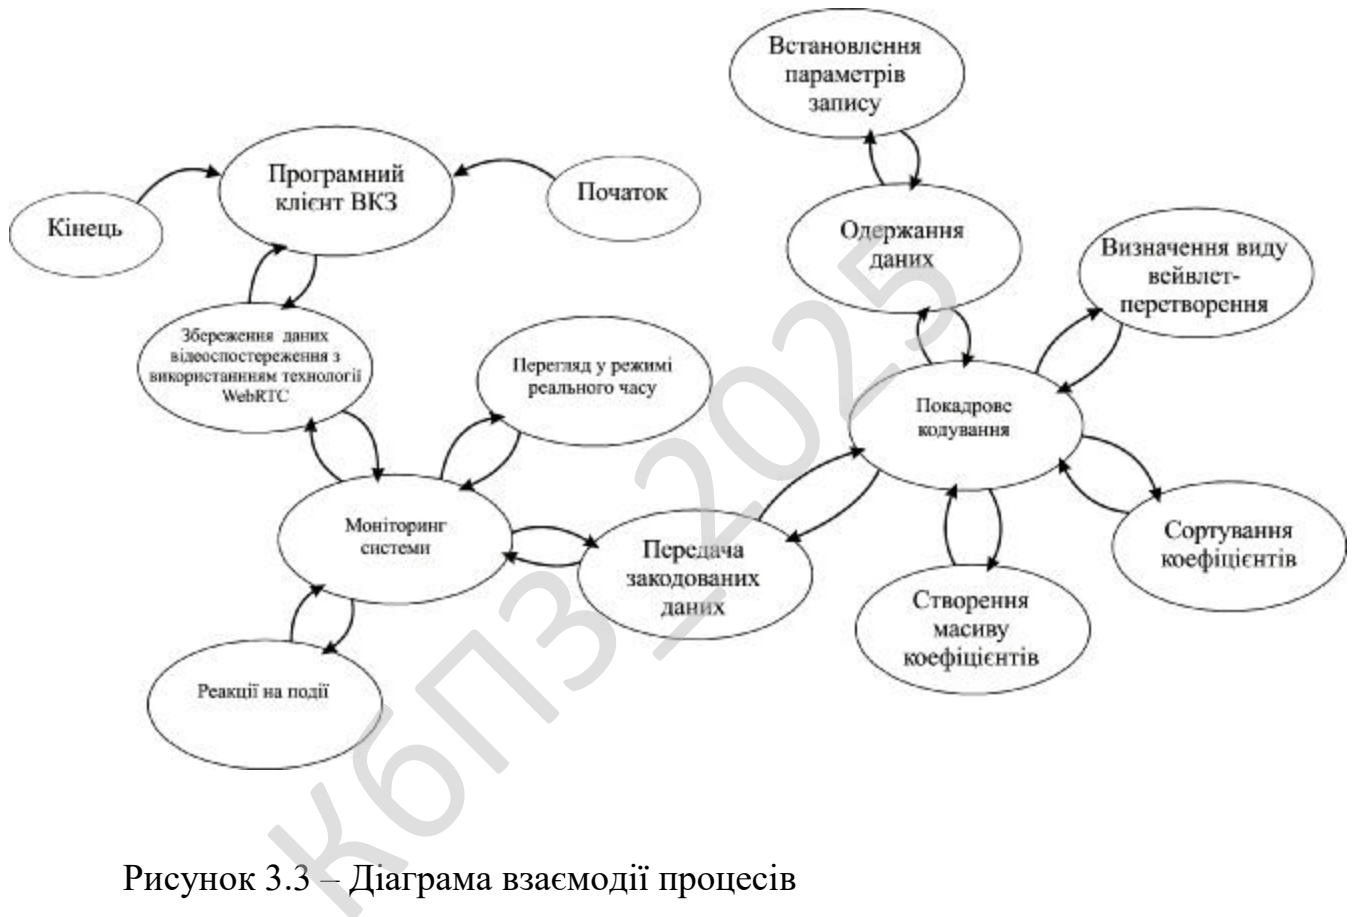 Встановлення
параметрів
запису
Програмний
клієнт ВКЗ
Початок
Кінець
Одержання
даних
Визначення виду
вейвлет-
перетворення
Збереження даних
відеоспостереження з
використаннням технології
WebRTC
Перегляд у режимі
реального часу
Покадрове
кодування
Моніторинг
системи
Передача
закодованих
даних
Сортування
коефіцієнтів
Створення
масиву
коефіцієнтів
Реакції на події
КбПЗ_2025
Рисунок 3.3 – Діаграма взаємодії процесів